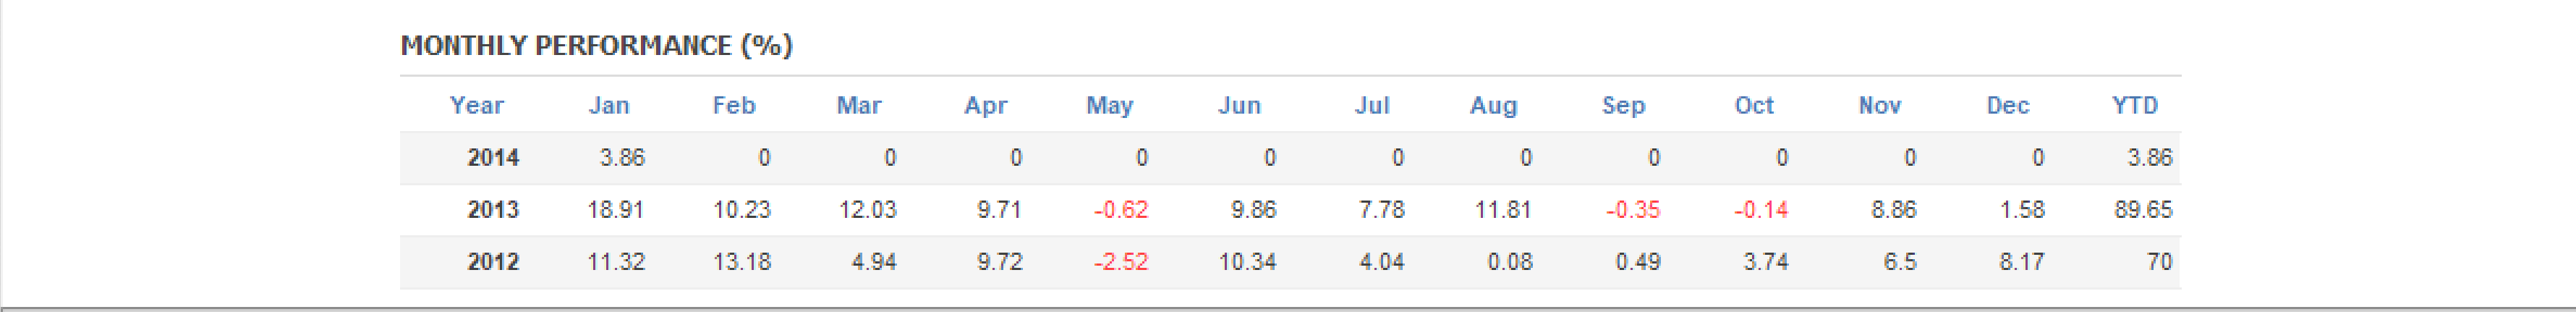 MONTHLY PERFORMANCE (%)
Year Jan Feb Mar Apr May Jun Jul Aug Sep Oct Nov Dec YTD
2014 3.86 0 0 0 0 0 0 0 0 0 0 0 3.86
2013 18.91 10.23 12.03 9.71 -0.62 9.86 7.78 11.81 -0.35 -0.14 8.86 1.58 89.65
2012 11.32 13.18 4.94 9.72 -2.52 10.34 4.04 0.08 0.49 3.74 6.5 8.17 70